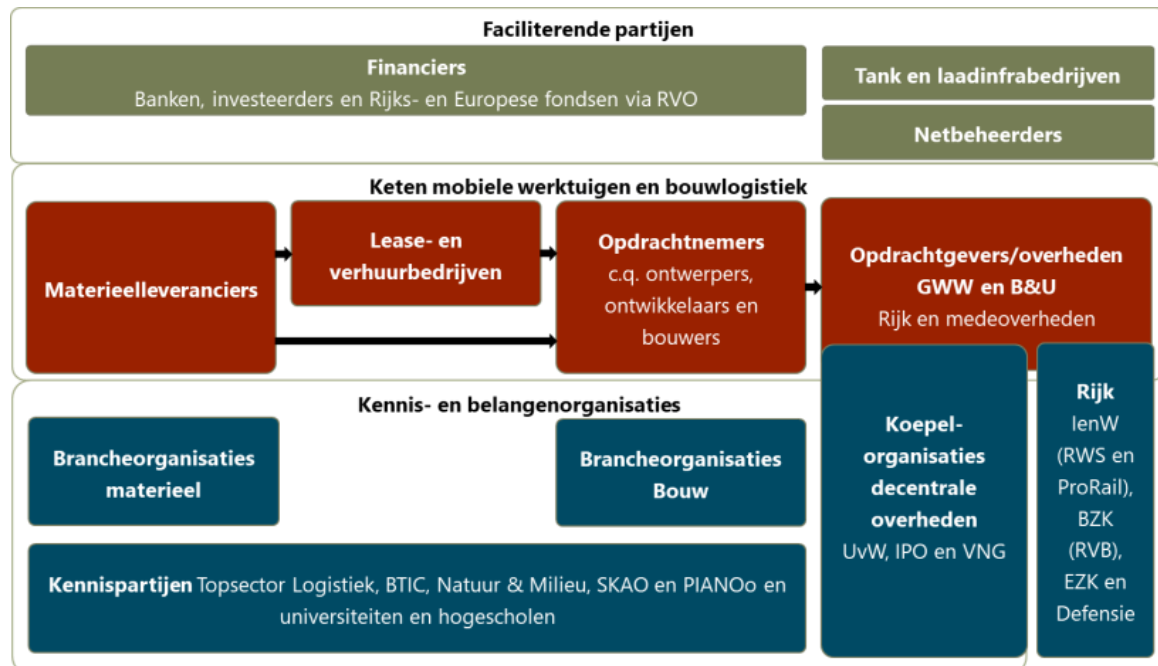 Faciliterende partijen
Financiers
Banken, investeerders en Rijks- en Europese fondsen via RVO
Tank en laadinfrabedrijven
Netbeheerders
Keten mobiele werktuigen en bouwlogistiek
Materieelleveranciers
Lease- en
verhuurbedrijven
Opdrachtnemers
c.q. ontwerpers,
ontwikkelaars en
bouwers
Opdrachtgevers/overheden
GWW en B&U
Rijk en medeoverheden
Kennis- en belangenorganisaties
Brancheorganisaties
materieel
Brancheorganisaties
Bouw
Koepel-
organisaties
decentrale
overheden
UvW, IPO en VNG
Rijk
IenW
(RWS en
ProRail),
BZK
(RVB),
EZK en
Defensie
Kennispartijen Topsector Logistiek, BTIC, Natuur & Milieu, SKAO en PIANOo en
universiteiten en hogescholen